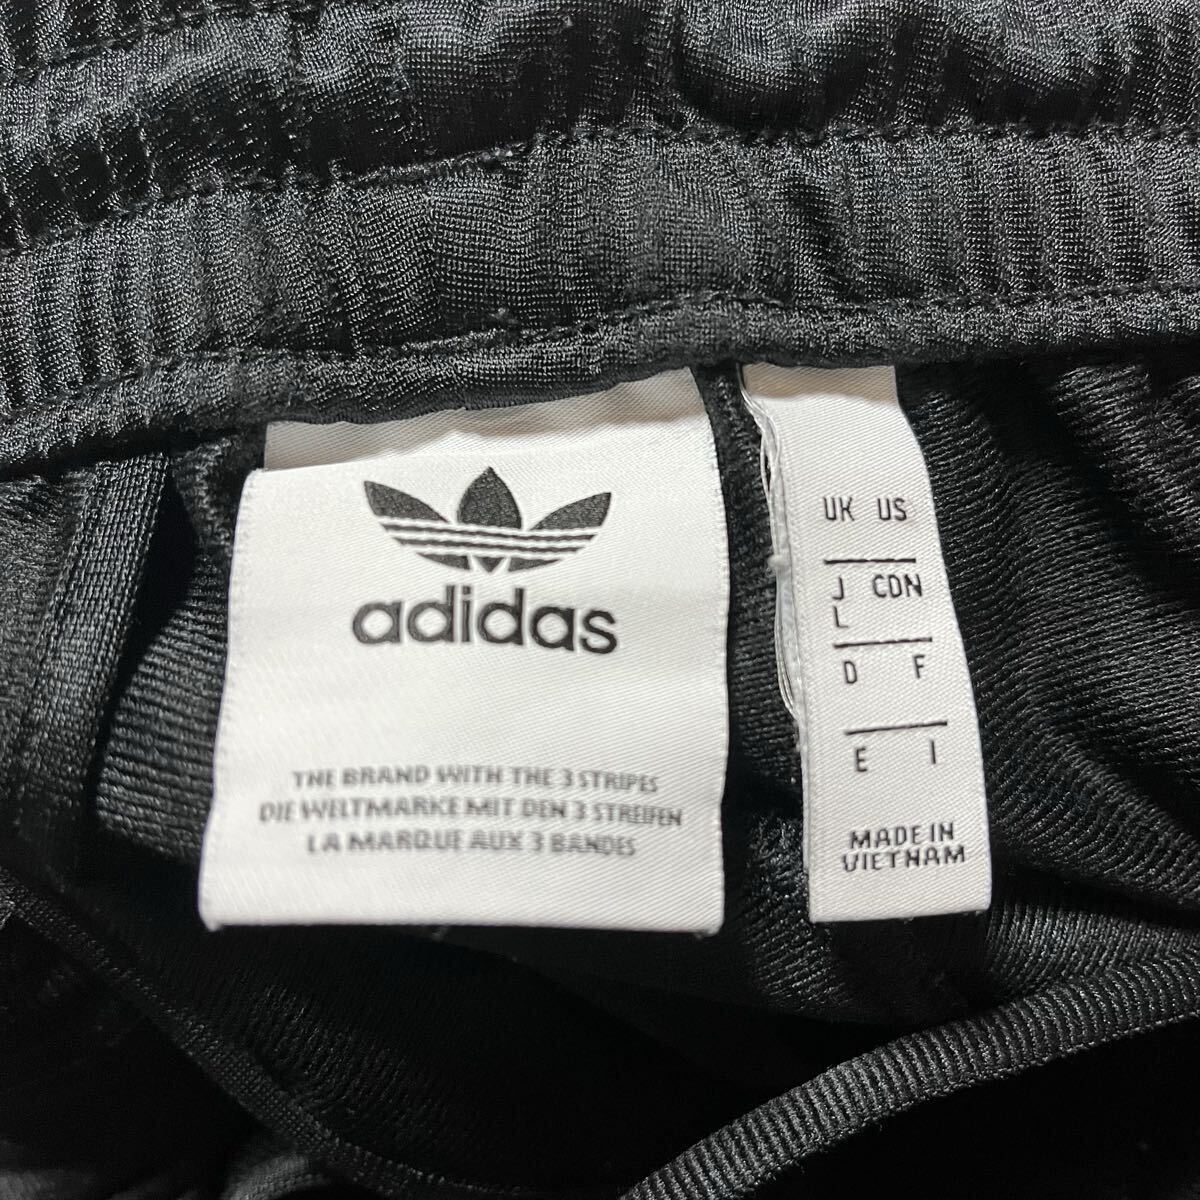 adidas
THE BRAND WITH THE 3 STRIPES
DIE WELTMARKE MIT DEN 3 STREIFEN
LA MARQUE AUX 3 BANDES
UK US
J CDN
L
D F
E I
MADE IN
VIETNAM